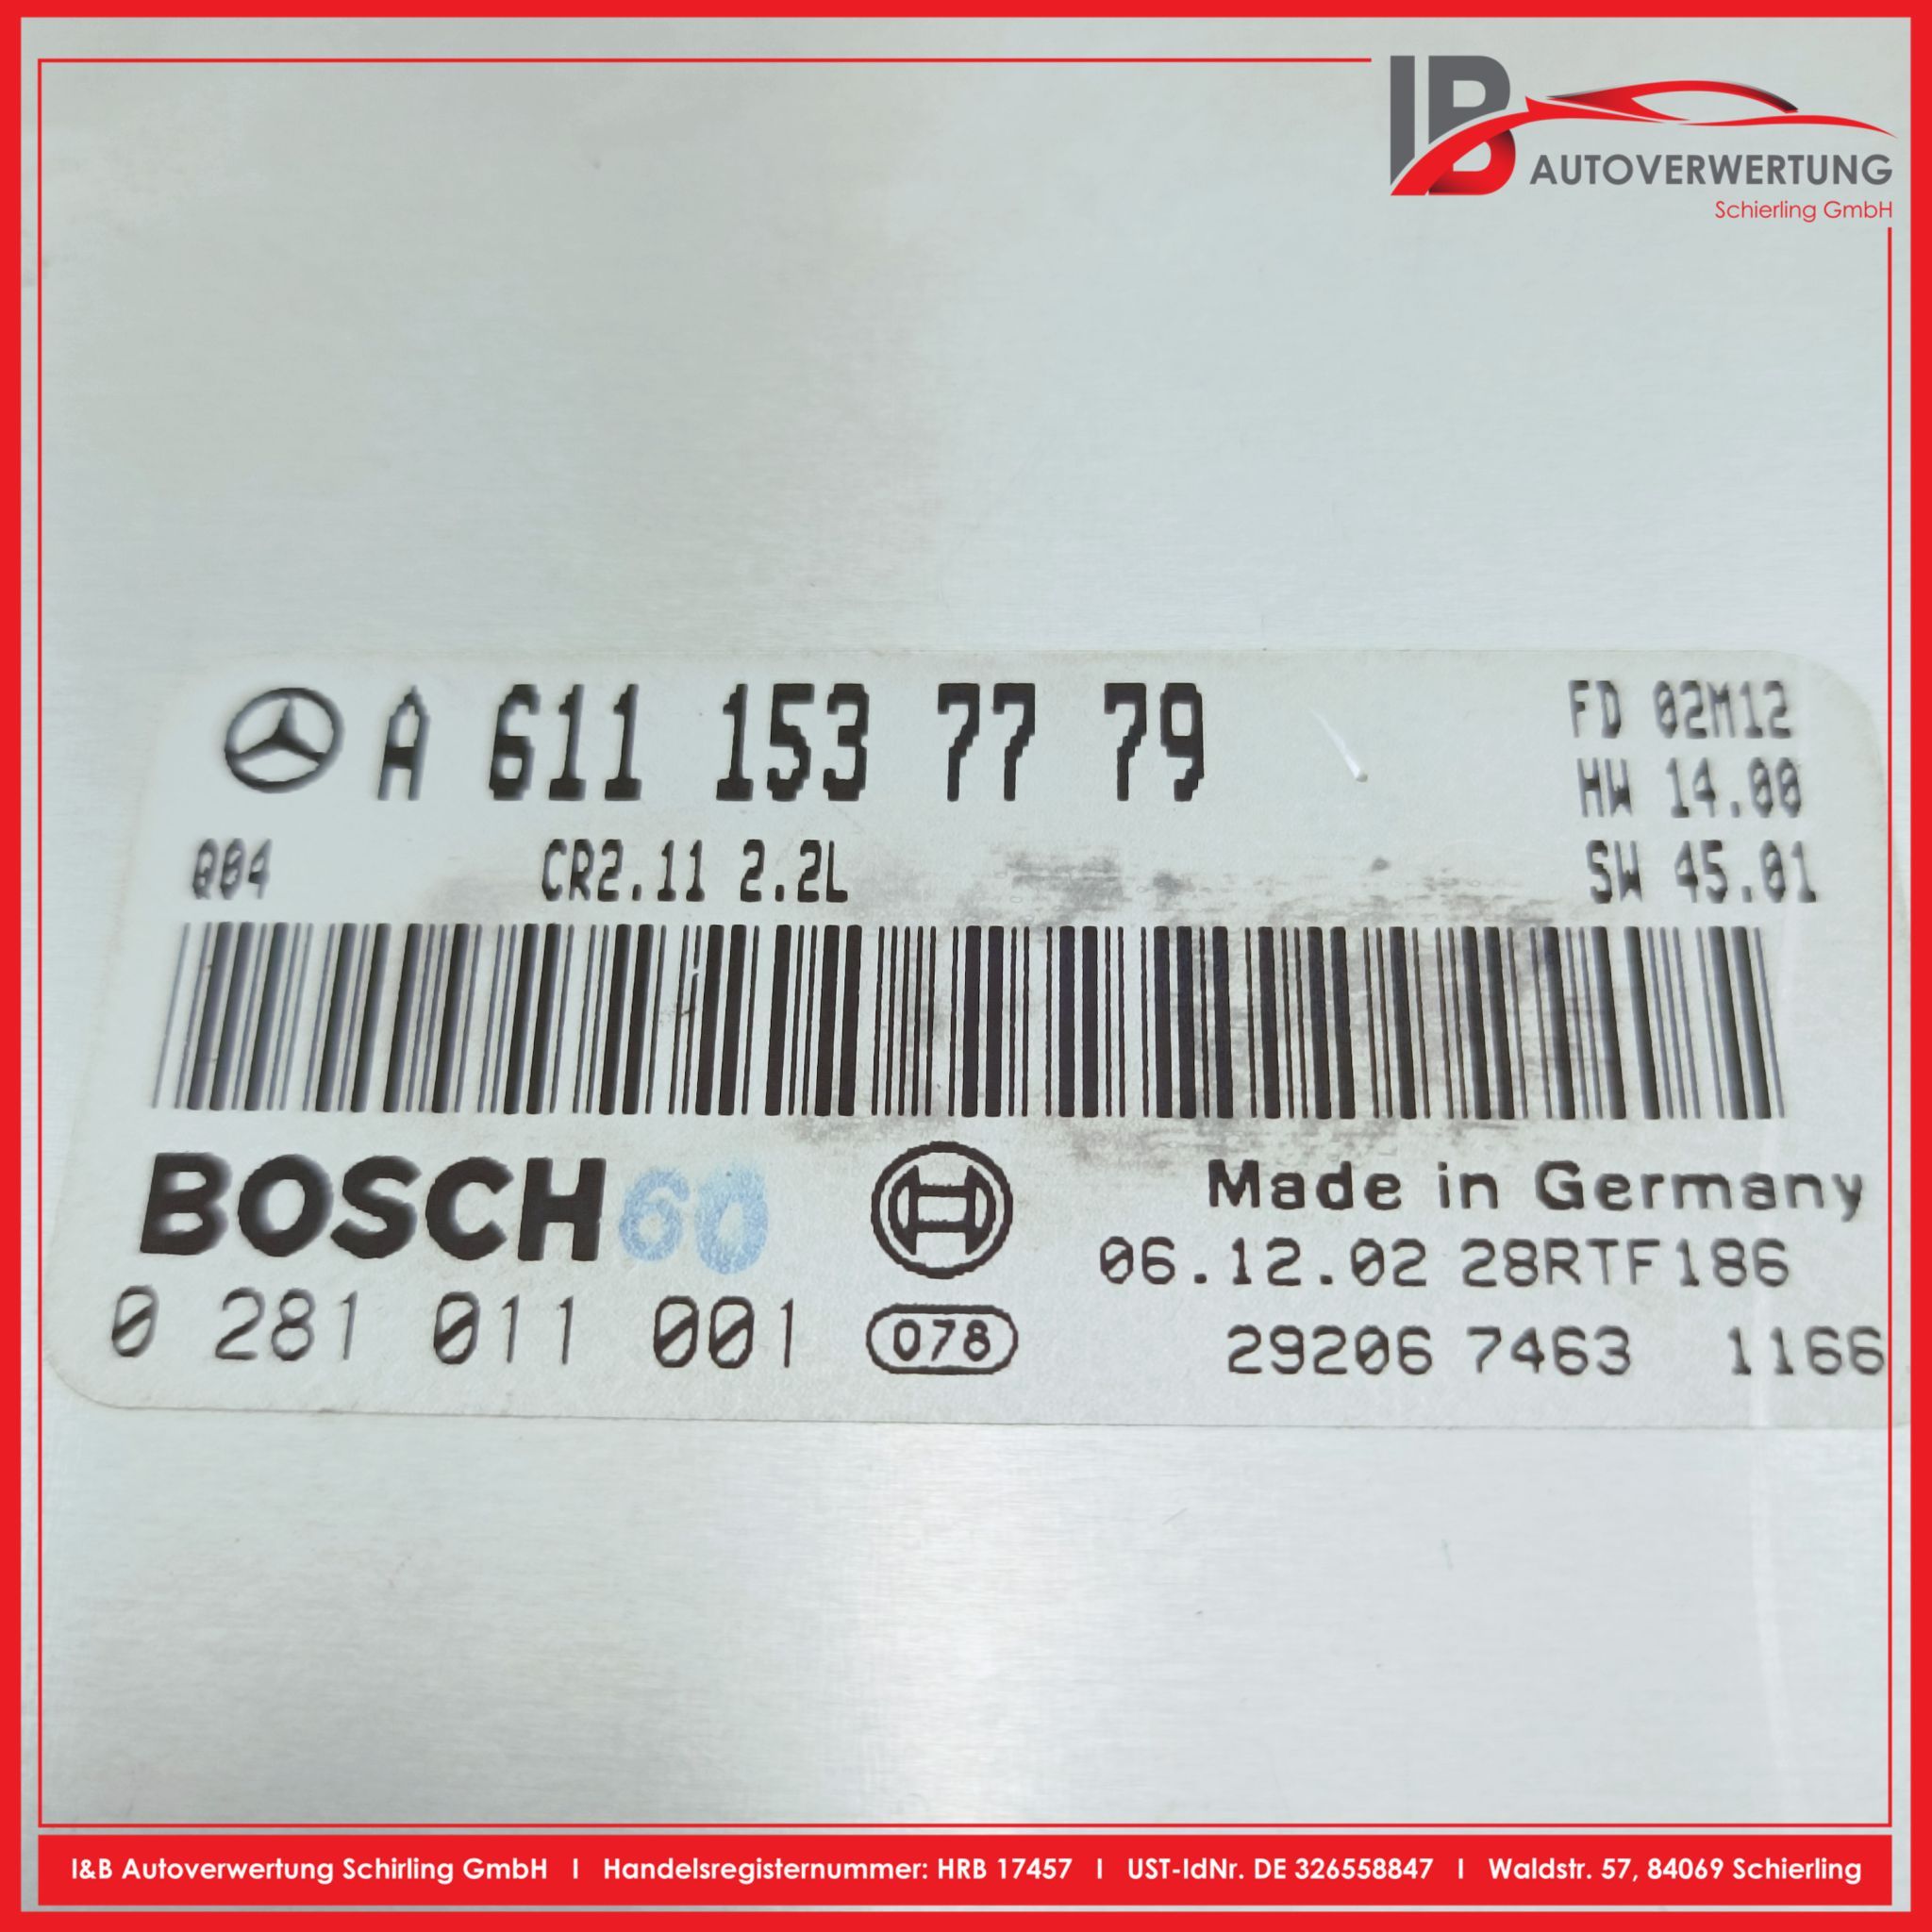 IB AUTOVERWERTUNG
Schierling GmbH
A 611 153 77 79
FD 02M12
HW 14.00
Q04 CR2.11 2.2L SW 45.01
BOSCH 60 Made in Germany
06.12.02 28RTF186
0 281 011 001 078 29206 7463 1166
I&B Autoverwertung Schirling GmbH I Handelsregisternummer: HRB 17457 I UST-IdNr. DE 326558847 I Waldstr. 57, 84069 Schierling